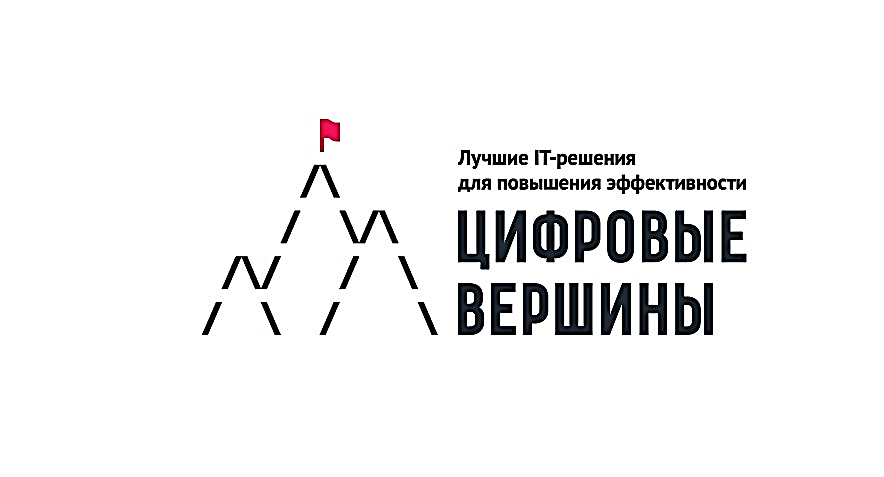 Лучшие IT-решения
для повышения эффективности
ЦИФРОВЫЕ
ВЕРШИНЫ